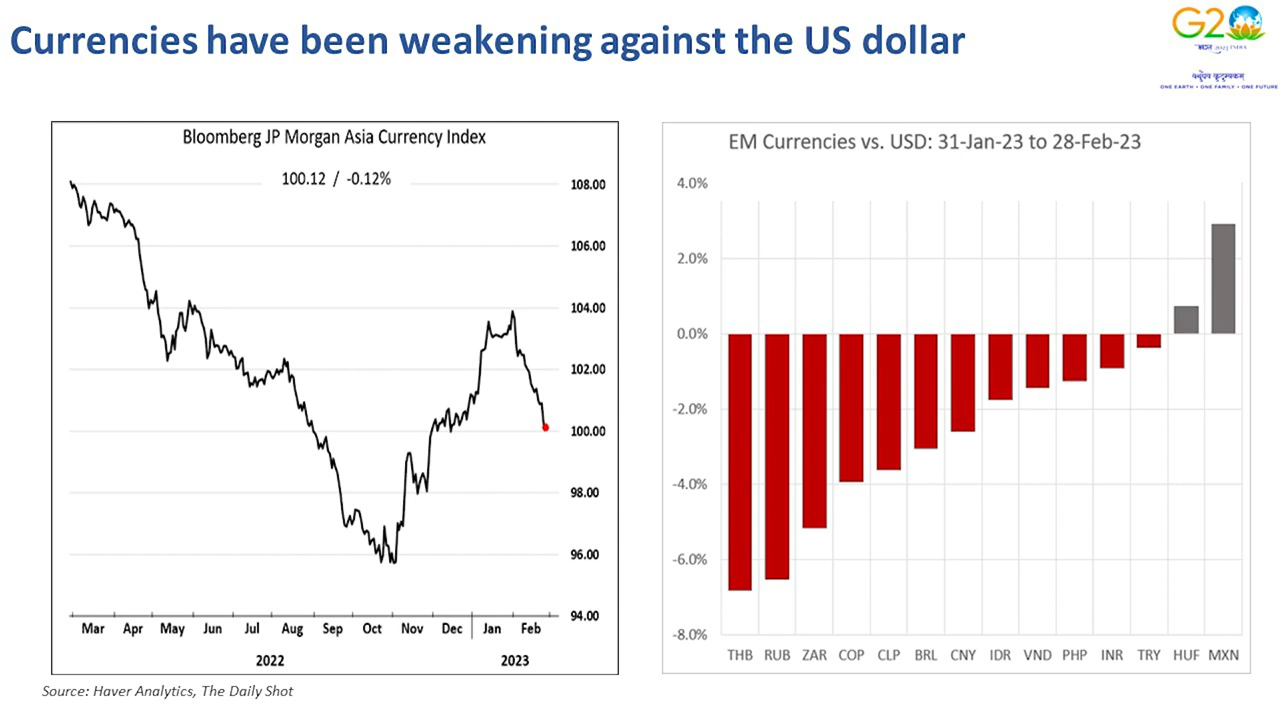 Currencies have been weakening against the US dollar
G20
भारत 2023 INDIA
वसुधैव कुटुम्बकम्
ONE EARTH • ONE FAMILY • ONE FUTURE
Bloomberg JP Morgan Asia Currency Index
100.12 / -0.12%
108.00
106.00
104.00
102.00
100.00
98.00
96.00
94.00
Mar Apr May Jun Jul Aug Sep Oct Nov Dec Jan Feb
2022 2023
EM Currencies vs. USD: 31-Jan-23 to 28-Feb-23
4.0%
2.0%
0.0%
-2.0%
-4.0%
-6.0%
-8.0%
THB RUB ZAR COP CLP BRL CNY IDR VND PHP INR TRY HUF MXN
Source: Haver Analytics, The Daily Shot